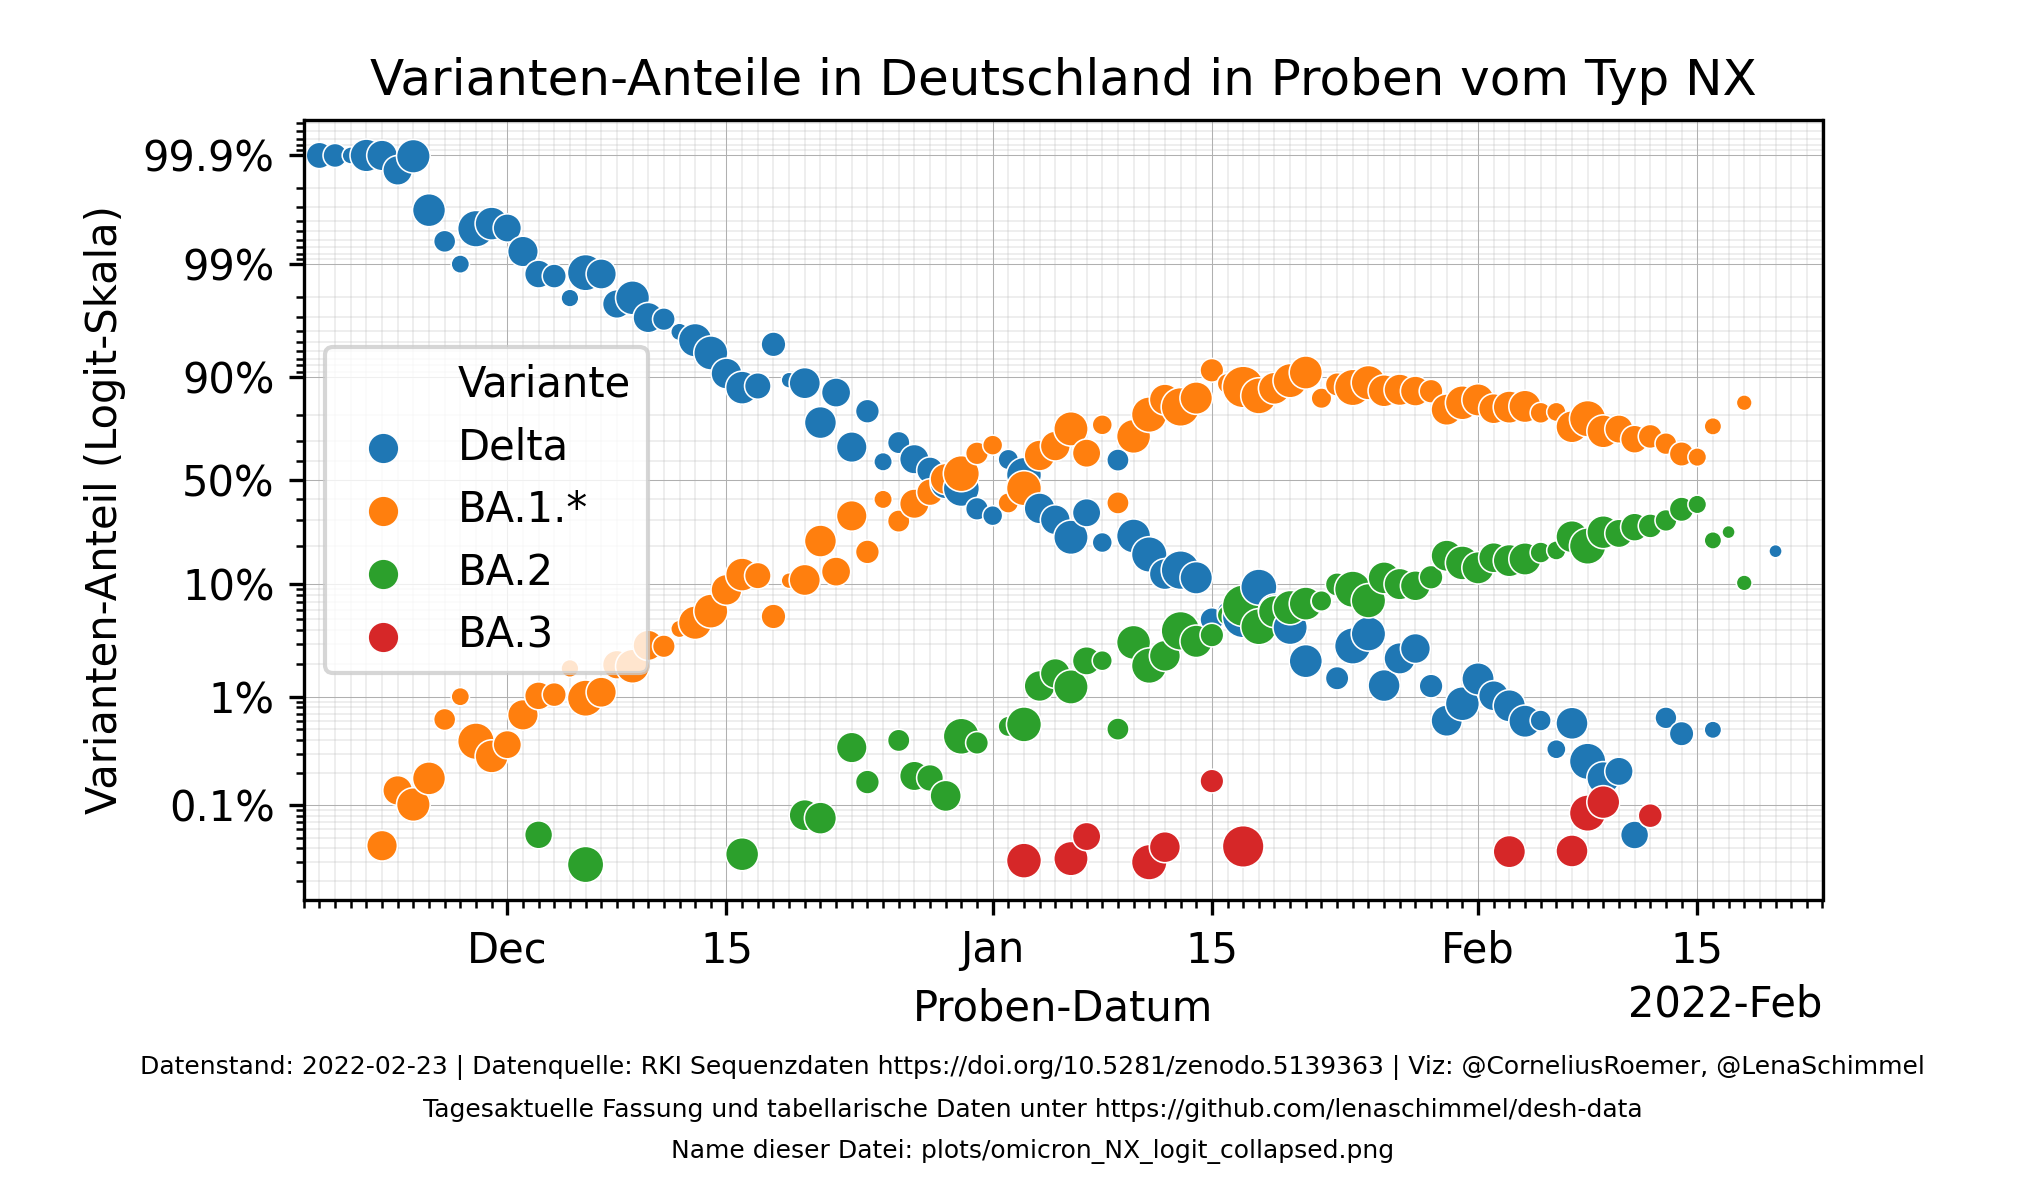 Varianten-Anteile in Deutschland in Proben vom Typ NX
Varianten-Anteil (Logit-Skala)
99.9%
99%
90%
50%
10%
1%
0.1%
Variante
Delta
BA.1.*
BA.2
BA.3
Dec
15
Jan
15
Feb
15
Proben-Datum
2022-Feb
Datenstand: 2022-02-23 | Datenquelle: RKI Sequenzdaten https://doi.org/10.5281/zenodo.5139363 | Viz: @CorneliusRoemer, @LenaSchimmel
Tagesaktuelle Fassung und tabellarische Daten unter https://github.com/lenaschimmel/desh-data
Name dieser Datei: plots/omicron_NX_logit_collapsed.png